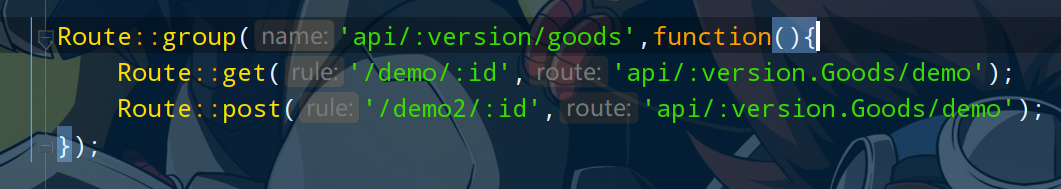 Route::group( name: 'api/:version/goods',function(){
Route::get( rule: '/demo/:id', route: 'api/:version.Goods/demo');
Route::post( rule: '/demo2/:id', route: 'api/:version.Goods/demo');
});